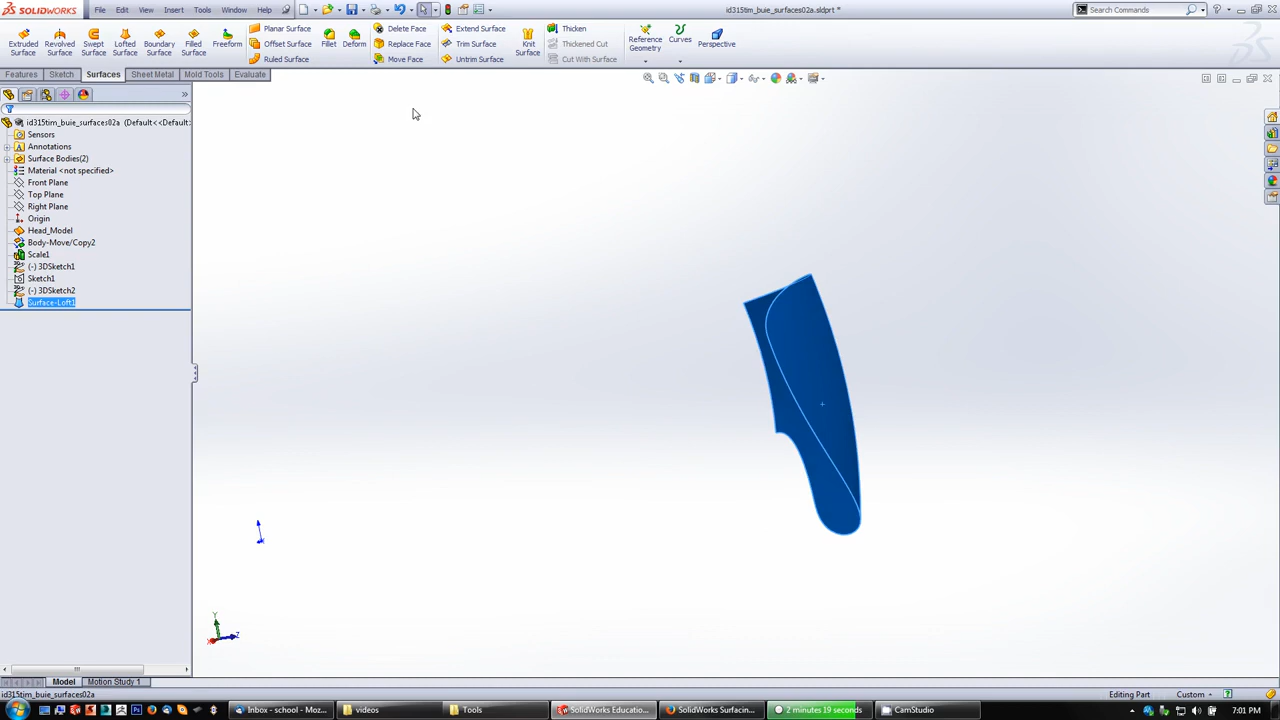 SOLIDWORKS File Edit View Insert Tools Window Help id315tim_buie_surfaces02a.sldprt * Search Commands
Extruded Surface Revolved Surface Swept Surface Lofted Surface Boundary Surface Filled Surface Freeform Planar Surface Offset Surface Ruled Surface Fillet Deform Delete Face Replace Face Move Face Extend Surface Trim Surface Untrim Surface Knit Surface Thicken Thickened Cut Cut With Surface Reference Geometry Curves Perspective
Features Sketch Surfaces Sheet Metal Mold Tools Evaluate
id315tim_buie_surfaces02a (Default<<Default:
Sensors
Annotations
Surface Bodies(2)
Material <not specified>
Front Plane
Top Plane
Right Plane
Origin
Head_Model
Body-Move/Copy2
Scale1
(-) 3DSketch1
Sketch1
(-) 3DSketch2
Surface-Loft1
Y
Z
X
Model Motion Study 1
id315tim_buie_surfaces02a Editing Part Custom
Inbox - school - Moz... videos Tools SolidWorks Educatio... SolidWorks Surfacin... 2 minutes 19 seconds CamStudio 7:01 PM